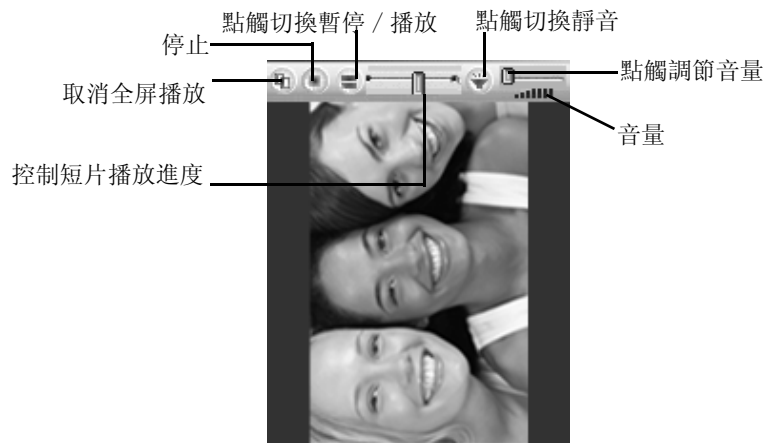 點觸切換暫停 / 播放
點觸切換靜音
停止
點觸調節音量
取消全屏播放
音量
控制短片播放進度